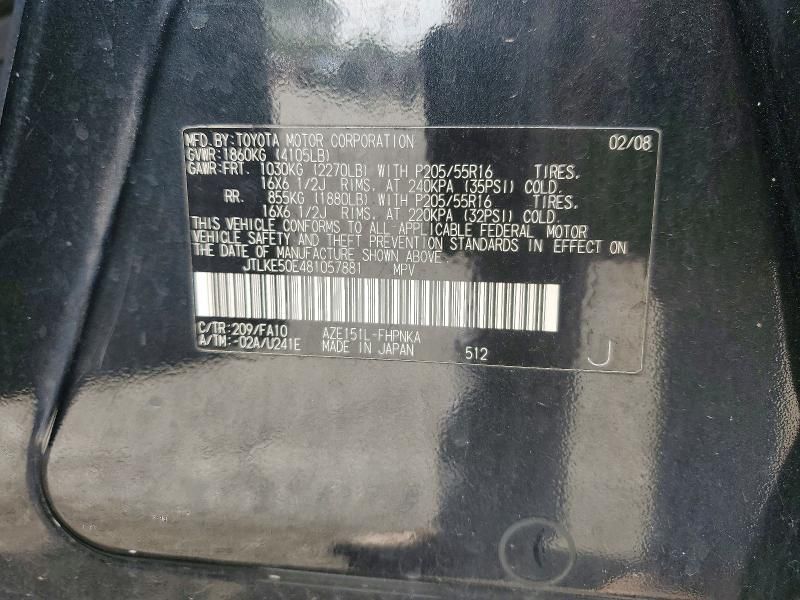 MFD.BY:TOYOTA MOTOR CORPORATION 02/08
GVWR:1860KG (4105LB)
GAWR:FRT. 1030KG (2270LB) WITH P205/55R16 TIRES,
16X6 1/2J RIMS, AT 240KPA (35PSI) COLD.
RR. 855KG (1880LB) WITH P205/55R16 TIRES,
16X6 1/2J RIMS, AT 220KPA (32PSI) COLD.
THIS VEHICLE CONFORMS TO ALL APPLICABLE FEDERAL MOTOR
VEHICLE SAFETY AND THEFT PREVENTION STANDARDS IN EFFECT ON
THE DATE OF MANUFACTURE SHOWN ABOVE.
JTLKE50E481057881 MPV
C/TR:209/FA10 AZE151L-FHPNKA
A/TM:-02A/U241E MADE IN JAPAN 512 J